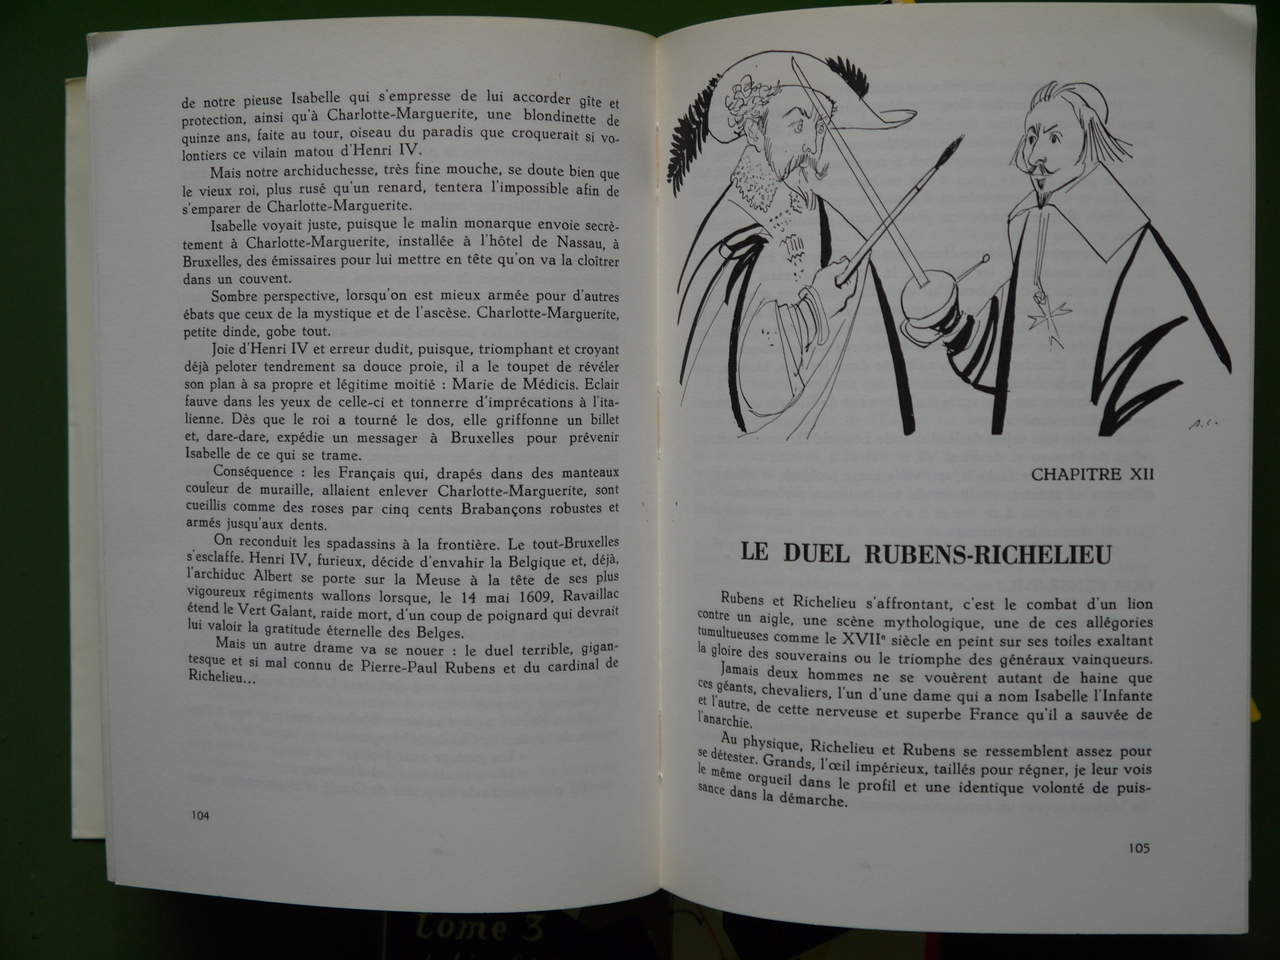 de notre pieuse Isabelle qui s'empresse de lui accorder gîte et
protection, ainsi qu'à Charlotte-Marguerite, une blondinette de
quinze ans, faite au tour, oiseau du paradis que croquerait si vo-
lontiers ce vilain matou d'Henri IV.
Mais notre archiduchesse, très fine mouche, se doute bien que
le vieux roi, plus rusé qu'un renard, tentera l'impossible afin de
s'emparer de Charlotte-Marguerite.
Isabelle voyait juste, puisque le malin monarque envoie secrè-
tement à Charlotte-Marguerite, installée à l'hôtel de Nassau, à
Bruxelles, des émissaires pour lui mettre en tête qu'on va la cloîtrer
dans un couvent.
Sombre perspective, lorsqu'on est mieux armée pour d'autres
ébats que ceux de la mystique et de l'ascèse. Charlotte-Marguerite,
petite dinde, gobe tout.
Joie d'Henri IV et erreur dudit, puisque, triomphant et croyant
déjà peloter tendrement sa douce proie, il a le toupet de révéler
son plan à sa propre et légitime moitié : Marie de Médicis. Eclair
fauve dans les yeux de celle-ci et tonnerre d'imprécations à l'ita-
lienne. Dès que le roi a tourné le dos, elle griffonne un billet
et, dare-dare, expédie un messager à Bruxelles pour prévenir
Isabelle de ce qui se trame.
Conséquence : les Français qui, drapés dans des manteaux
couleur de muraille, allaient enlever Charlotte-Marguerite, sont
cueillis comme des roses par cinq cents Brabançons robustes et
armés jusqu'aux dents.
On reconduit les spadassins à la frontière. Le tout-Bruxelles
s'esclaffe. Henri IV, furieux, décide d'envahir la Belgique et, déjà,
l'archiduc Albert se porte sur la Meuse à la tête de ses plus
vigoureux régiments wallons lorsque, le 14 mai 1609, Ravaillac
étend le Vert Galant, raide mort, d'un coup de poignard qui devrait
lui valoir la gratitude éternelle des Belges.
Mais un autre drame va se nouer : le duel terrible, gigan-
tesque et si mal connu de Pierre-Paul Rubens et du cardinal de
Richelieu...
104
A.C.
CHAPITRE XII
LE DUEL RUBENS-RICHELIEU
Rubens et Richelieu s'affrontant, c'est le combat d'un lion
contre un aigle, une scène mythologique, une de ces allégories
tumultueuses comme le XVIIe siècle en peint sur ses toiles exaltant
la gloire des souverains ou le triomphe des généraux vainqueurs.
Jamais deux hommes ne se vouèrent autant de haine que
ces géants, chevaliers, l'un d'une dame qui a nom Isabelle l'Infante
et l'autre, de cette nerveuse et superbe France qu'il a sauvée de
l'anarchie.
Au physique, Richelieu et Rubens se ressemblent assez pour
se détester. Grands, l'œil impérieux, taillés pour régner, je leur vois
le même orgueil dans le profil et une identique volonté de puis-
sance dans la démarche.
105
tome 3